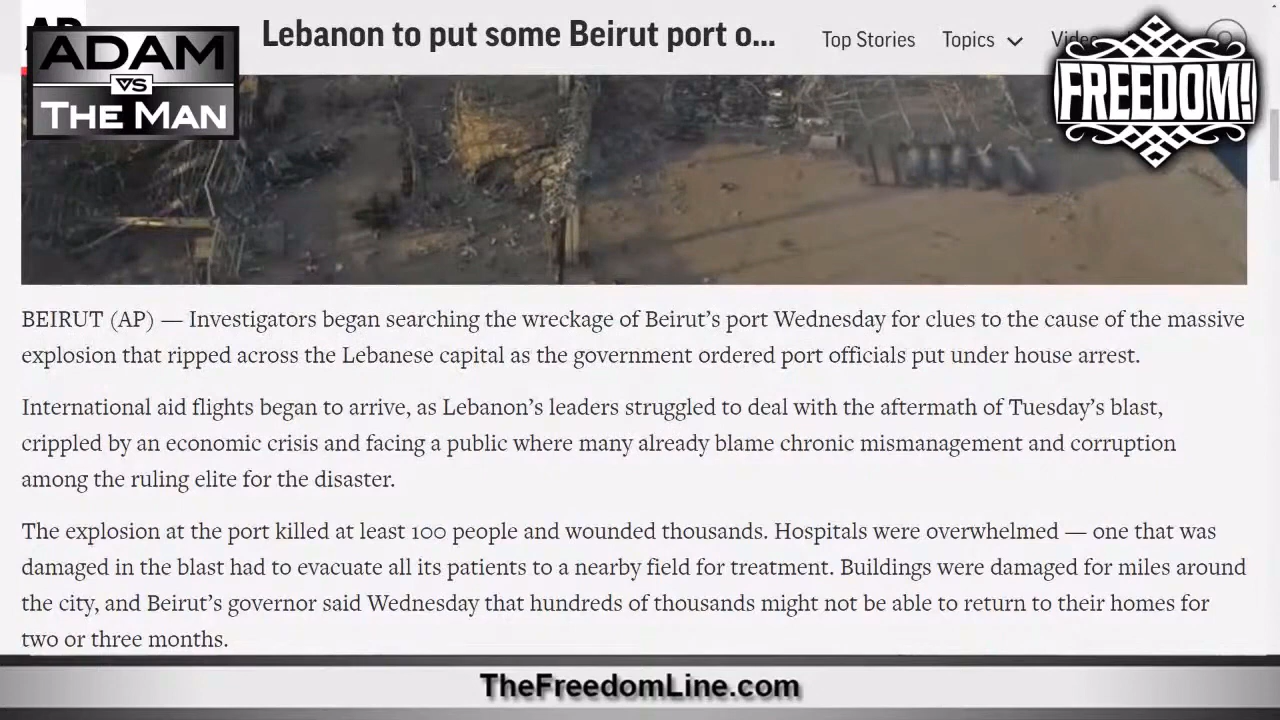 AP
Lebanon to put some Beirut port o...
Top Stories
Topics
Video
ADAM
VS
THE MAN
FREEDOM!
BEIRUT (AP) — Investigators began searching the wreckage of Beirut’s port Wednesday for clues to the cause of the massive
explosion that ripped across the Lebanese capital as the government ordered port officials put under house arrest.
International aid flights began to arrive, as Lebanon’s leaders struggled to deal with the aftermath of Tuesday’s blast,
crippled by an economic crisis and facing a public where many already blame chronic mismanagement and corruption
among the ruling elite for the disaster.
The explosion at the port killed at least 100 people and wounded thousands. Hospitals were overwhelmed — one that was
damaged in the blast had to evacuate all its patients to a nearby field for treatment. Buildings were damaged for miles around
the city, and Beirut’s governor said Wednesday that hundreds of thousands might not be able to return to their homes for
two or three months.
TheFreedomLine.com